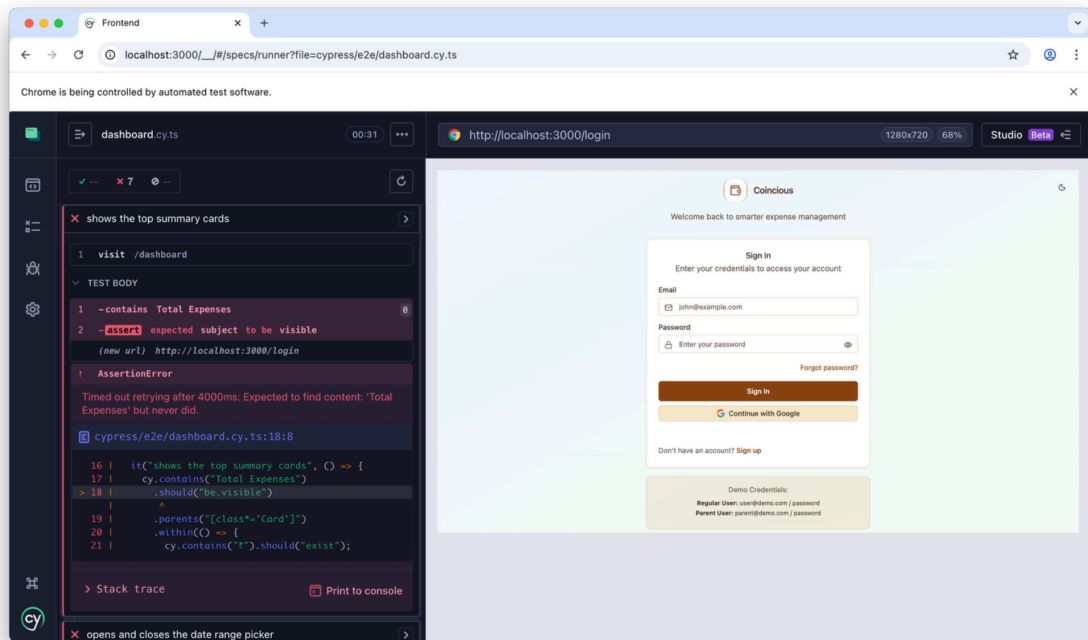 Frontend
localhost:3000/__/#/specs/runner?file=cypress/e2e/dashboard.cy.ts
Chrome is being controlled by automated test software.
dashboard.cy.ts
00:31
-- 7 --
shows the top summary cards
1 visit /dashboard
TEST BODY
1 -contains Total Expenses 0
2 -assert expected subject to be visible
(new url) http://localhost:3000/login
! AssertionError
Timed out retrying after 4000ms: Expected to find content: 'Total
Expenses' but never did.
cypress/e2e/dashboard.cy.ts:18:8
16 | it("shows the top summary cards", () => {
17 | cy.contains("Total Expenses")
> 18 | .should("be.visible")
| ^
19 | .parents("[class*='Card']")
20 | .within(() => {
21 | cy.contains("₹").should("exist");
> Stack trace
Print to console
opens and closes the date range picker
cy
http://localhost:3000/login
1280x720 68%
Studio Beta
Coincious
Welcome back to smarter expense management
Sign In
Enter your credentials to access your account
Email
john@example.com
Password
Enter your password
Forgot password?
Sign In
Continue with Google
Don't have an account? Sign up
Demo Credentials:
Regular User: user@demo.com / password
Parent User: parent@demo.com / password